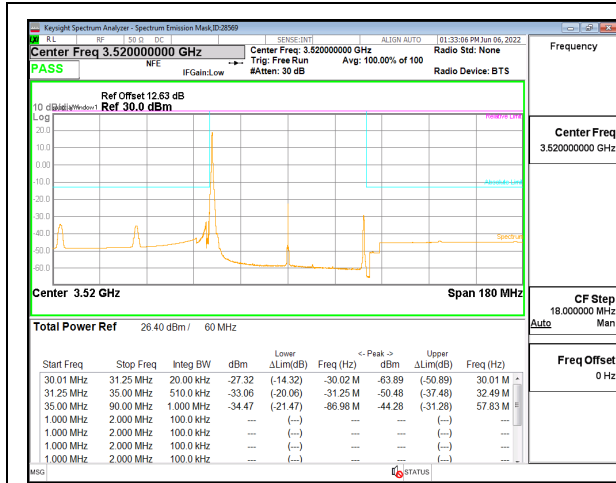 Keysight Spectrum Analyzer - Spectrum Emission Mask,ID:28569
RL RF 50 Ω DC SENSE:INT ALIGN AUTO 01:33:06 PM Jun 06, 2022
Center Freq 3.520000000 GHz
Center Freq: 3.520000000 GHz Radio Std: None
NFE Trig: Free Run Avg: 100.00% of 100
PASS IFGain:Low #Atten: 30 dB Radio Device: BTS
Frequency
Ref Offset 12.63 dB
10 dB/div Ref 30.0 dBm
Log
Relative Limit
20.0
10.0
0.00
-10.0
Absolute Limit
-20.0
-30.0
-40.0
Spectrum
-50.0
-60.0
Center 3.52 GHz Span 180 MHz
Center Freq
3.520000000 GHz
CF Step
18.000000 MHz
Auto Man
Freq Offset
0 Hz
Total Power Ref 26.40 dBm / 60 MHz
Lower <- Peak -> Upper
Start Freq Stop Freq Integ BW dBm ΔLim(dB) Freq (Hz) dBm ΔLim(dB) Freq (Hz)
30.01 MHz 31.25 MHz 20.00 kHz -27.32 (-14.32) -30.02 M -63.89 (-50.89) 30.01 M
31.25 MHz 35.00 MHz 510.0 kHz -33.06 (-20.06) -31.25 M -50.48 (-37.48) 32.49 M
35.00 MHz 90.00 MHz 1.000 MHz -34.47 (-21.47) -86.98 M -44.28 (-31.28) 57.83 M
1.000 MHz 2.000 MHz 100.0 kHz --- (---) --- --- (---) ---
1.000 MHz 2.000 MHz 100.0 kHz --- (---) --- --- (---) ---
1.000 MHz 2.000 MHz 100.0 kHz --- (---) --- --- (---) ---
1.000 MHz 2.000 MHz 100.0 kHz --- (---) --- --- (---) ---
MSG STATUS